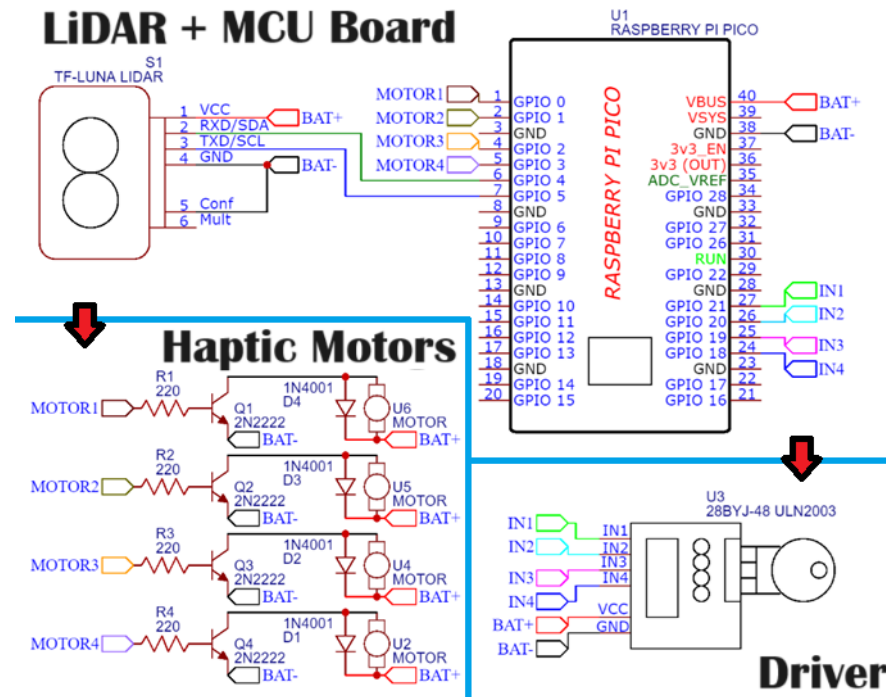 LiDAR + MCU Board
S1
TF-LUNA LIDAR
1 VCC
2 RXD/SDA
3 TXD/SCL
4 GND
5 Conf
6 Mult
BAT+
BAT-
MOTOR1
MOTOR2
MOTOR3
MOTOR4
U1
RASPBERRY PI PICO
RASPBERRY PI PICO
1 GPIO 0
2 GPIO 1
3 GND
4 GPIO 2
5 GPIO 3
6 GPIO 4
7 GPIO 5
8 GND
9 GPIO 6
10 GPIO 7
11 GPIO 8
12 GPIO 9
13 GND
14 GPIO 10
15 GPIO 11
16 GPIO 12
17 GPIO 13
18 GND
19 GPIO 14
20 GPIO 15
VBUS 40
VSYS 39
GND 38
3v3_EN 37
3v3 (OUT) 36
ADC_VREF 35
GPIO 28 34
GND 33
GPIO 27 32
GPIO 26 31
RUN 30
GPIO 22 29
GND 28
GPIO 21 27
GPIO 20 26
GPIO 19 25
GPIO 18 24
GND 23
GPIO 17 22
GPIO 16 21
BAT+
BAT-
IN1
IN2
IN3
IN4
Haptic Motors
MOTOR1
R1
220
Q1
2N2222
BAT-
1N4001
D4
U6
MOTOR
BAT+
MOTOR2
R2
220
Q2
2N2222
BAT-
1N4001
D3
U5
MOTOR
BAT+
MOTOR3
R3
220
Q3
2N2222
BAT-
1N4001
D2
U4
MOTOR
BAT+
MOTOR4
R4
220
Q4
2N2222
BAT-
1N4001
D1
U2
MOTOR
BAT+
U3
28BYJ-48 ULN2003
IN1
IN2
IN3
IN4
BAT+
BAT-
IN1
IN2
IN3
IN4
VCC
GND
Driver